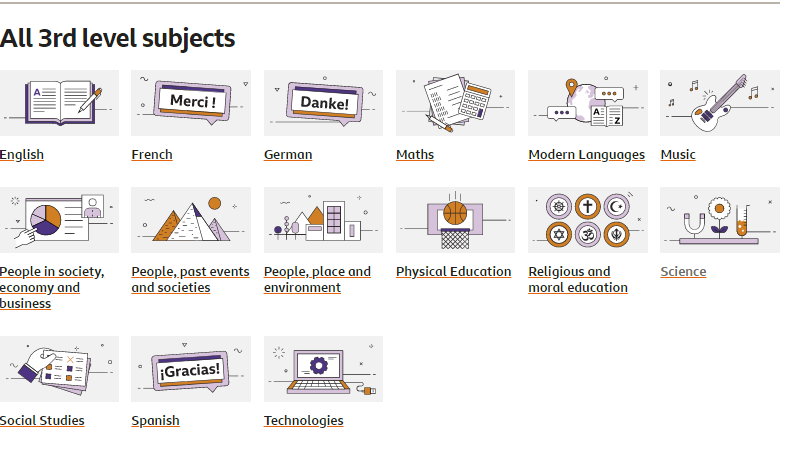 All 3rd level subjects
A
Merci !
Danke!
A
Z
English
French
German
Maths
Modern Languages
Music
People in society,
economy and
business
People, past events
and societies
People, place and
environment
Physical Education
Religious and
moral education
Science
¡Gracias!
Social Studies
Spanish
Technologies